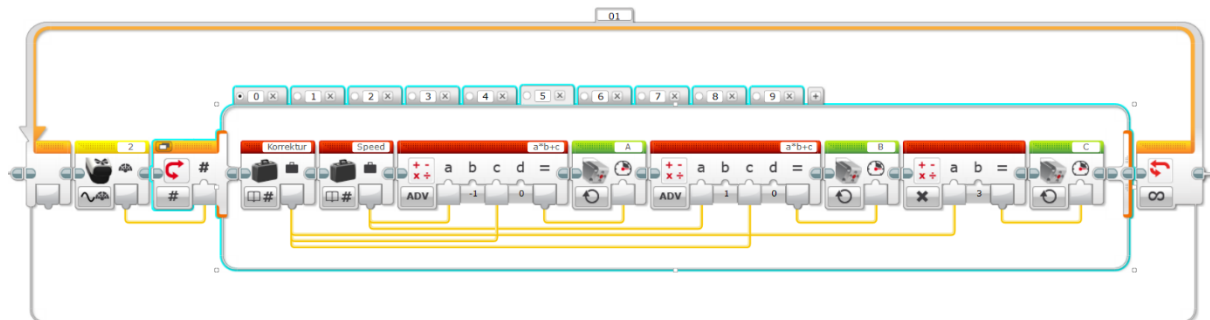 01
0 1 2 3 4 5 6 7 8 9 +
2 # Korrektur Speed a*b+c A a*b+c B C
+ - x ÷ a b c d = + - x ÷ a b c d = + - x ÷ a b =
# # # ADV -1 0 ADV 1 0 3 ∞